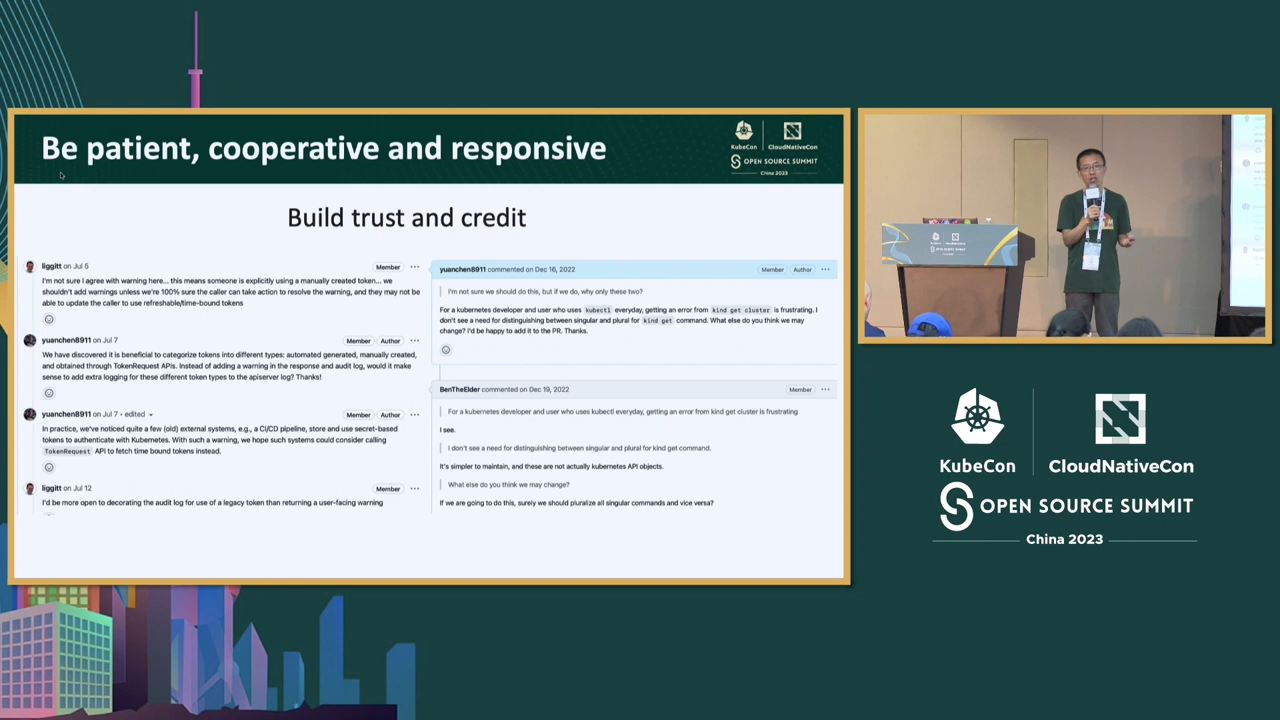 Be patient, cooperative and responsive
KubeCon
CloudNativeCon
OPEN SOURCE SUMMIT
China 2023
Build trust and credit
liggitt on Jul 5
Member
I'm not sure I agree with warning here... this means someone is explicitly using a manually created token... we
shouldn't add warnings unless we're 100% sure the caller can take action to resolve the warning, and they may not be
able to update the caller to use refreshable/time-bound tokens
yuanchen8911 on Jul 7
Member
Author
We have discovered it is beneficial to categorize tokens into different types: automated generated, manually created,
and obtained through TokenRequest APIs. Instead of adding a warning in the response and audit log, would it make
sense to add extra logging for these different token types to the apiserver log? Thanks!
yuanchen8911 on Jul 7 • edited
Member
Author
In practice, we've noticed quite a few (old) external systems, e.g., a CI/CD pipeline, store and use secret-based
tokens to authenticate with Kubernetes. With such a warning, we hope such systems could consider calling
TokenRequest API to fetch time bound tokens instead.
liggitt on Jul 12
Member
I'd be more open to decorating the audit log for use of a legacy token than returning a user-facing warning
yuanchen8911 commented on Dec 16, 2022
Member
Author
I'm not sure we should do this, but if we do, why only these two?
For a kubernetes developer and user who uses kubectl everyday, getting an error from kind get cluster is frustrating. I
don't see a need for distinguishing between singular and plural for kind get command. What else do you think we may
change? I'd be happy to add it to the PR. Thanks.
BenTheElder commented on Dec 19, 2022
Member
For a kubernetes developer and user who uses kubectl everyday, getting an error from kind get cluster is frustrating
I see.
I don't see a need for distinguishing between singular and plural for kind get command.
It's simpler to maintain, and these are not actually kubernetes API objects.
What else do you think we may change?
If we are going to do this, surely we should pluralize all singular commands and vice versa?
KubeCon
CloudNativeCon
OPEN SOURCE SUMMIT
China 2023